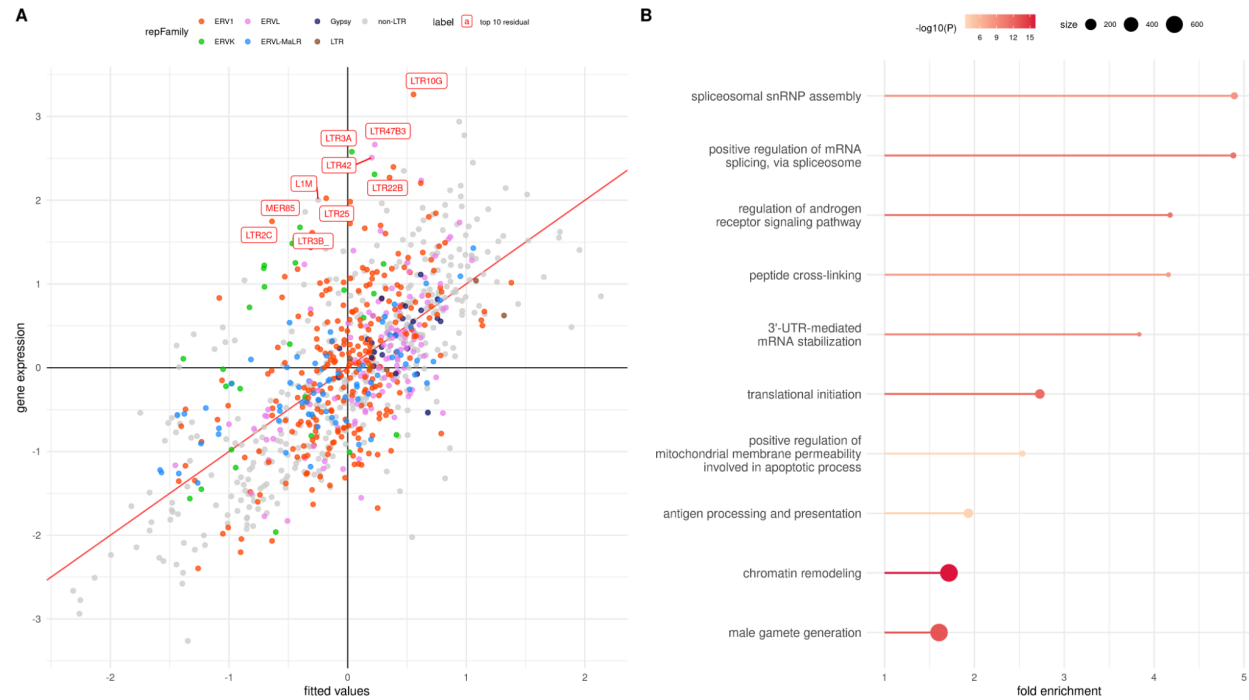 A
repFamily
ERV1
ERVL
Gypsy
non-LTR
ERVK
ERVL-MaLR
LTR
label
a
top 10 residual
LTR10G
LTR47B3
LTR3A
LTR42
LTR22B
L1M
MER85
LTR25
LTR2C
LTR3B_
3
2
1
0
-1
-2
-3
gene expression
-2
-1
0
1
2
fitted values
B
-log10(P)
6 9 12 15
size
200
400
600
spliceosomal snRNP assembly
positive regulation of mRNA
splicing, via spliceosome
regulation of androgen
receptor signaling pathway
peptide cross-linking
3'-UTR-mediated
mRNA stabilization
translational initiation
positive regulation of
mitochondrial membrane permeability
involved in apoptotic process
antigen processing and presentation
chromatin remodeling
male gamete generation
1
2
3
4
5
fold enrichment